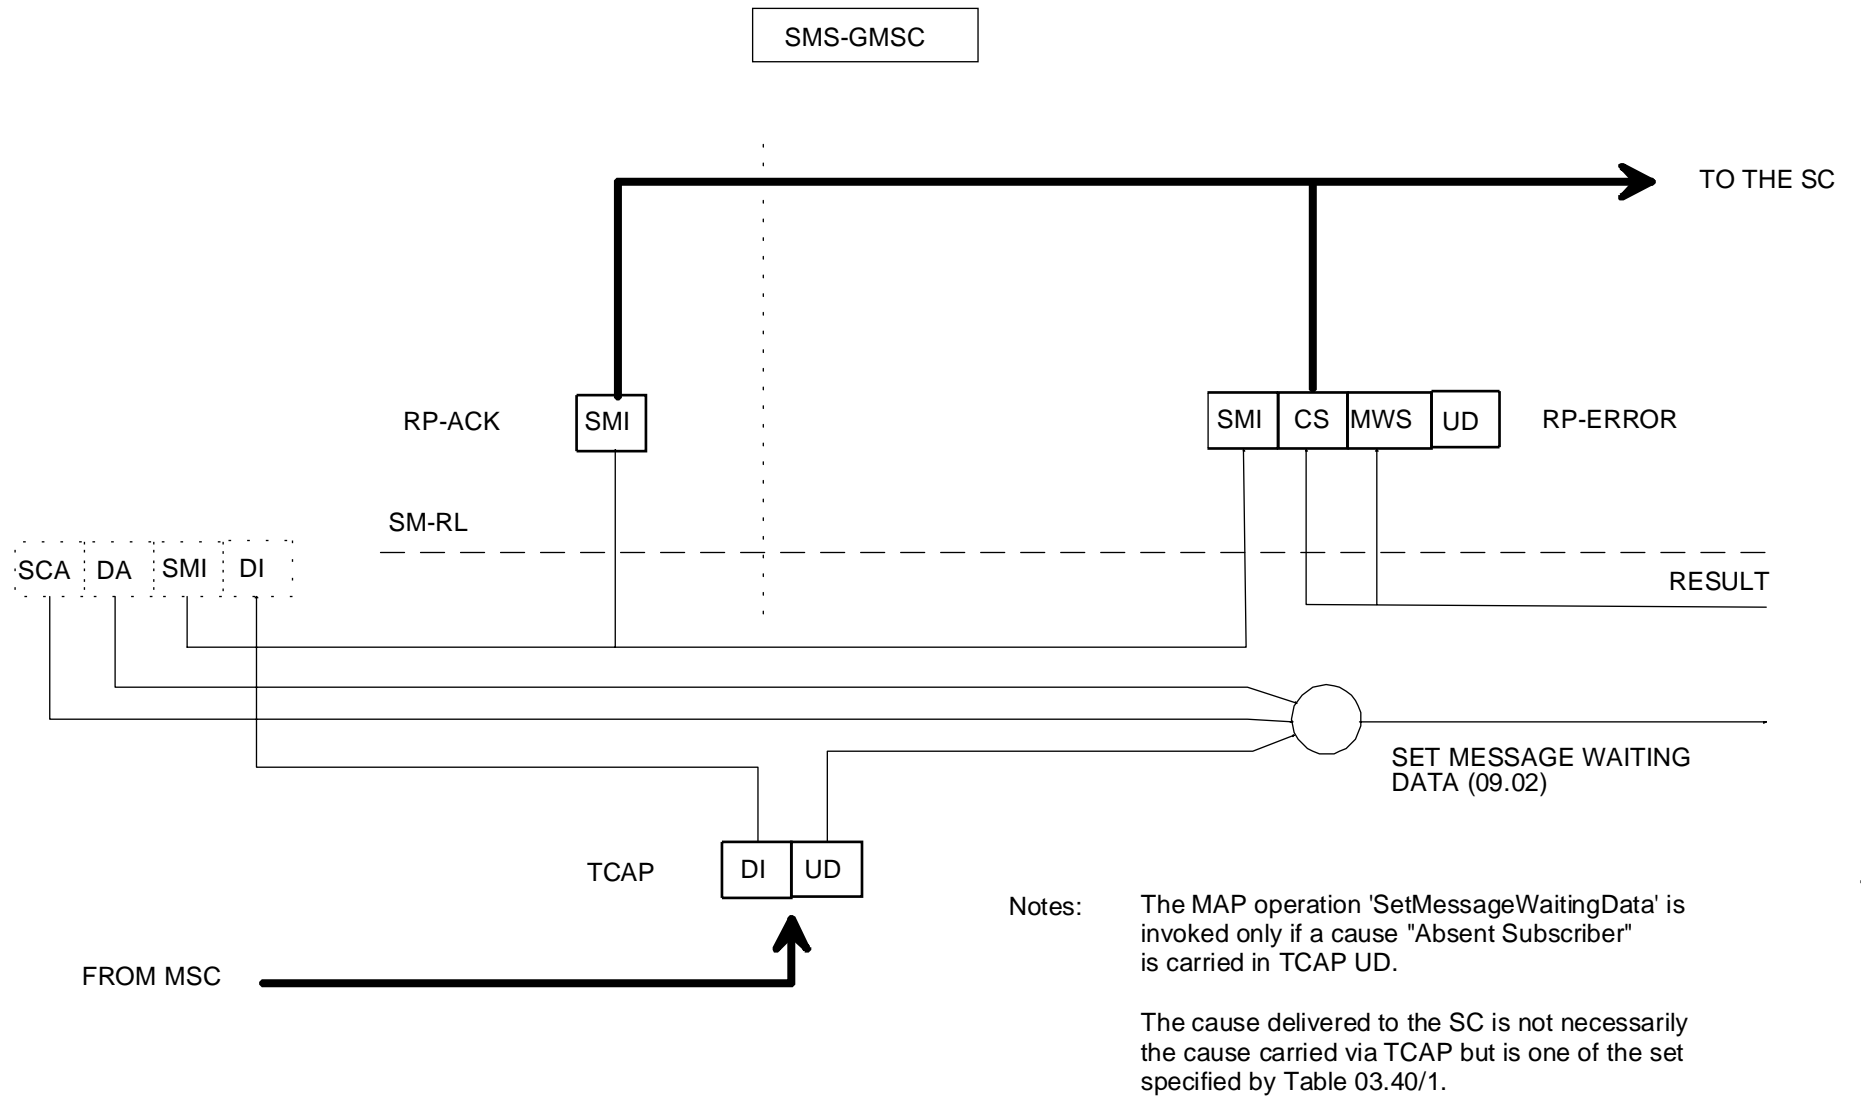 SMS-GMSC
TO THE SC
RP-ACK
SMI
SMI CS MWS UD
RP-ERROR
SM-RL
SCA DA SMI DI
RESULT
SET MESSAGE WAITING
DATA (09.02)
TCAP
DI UD
FROM MSC
Notes:
The MAP operation 'SetMessageWaitingData' is
invoked only if a cause "Absent Subscriber"
is carried in TCAP UD.
The cause delivered to the SC is not necessarily
the cause carried via TCAP but is one of the set
specified by Table 03.40/1.